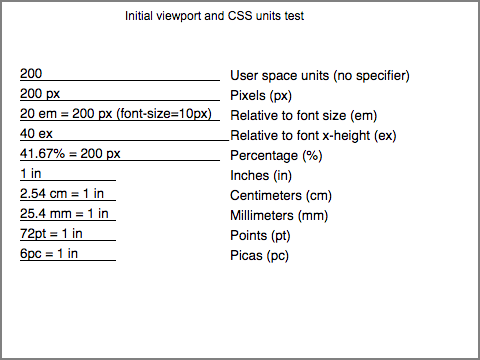 Initial viewport and CSS units test
200 User space units (no specifier)
200 px Pixels (px)
20 em = 200 px (font-size=10px) Relative to font size (em)
40 ex Relative to font x-height (ex)
41.67% = 200 px Percentage (%)
1 in Inches (in)
2.54 cm = 1 in Centimeters (cm)
25.4 mm = 1 in Millimeters (mm)
72pt = 1 in Points (pt)
6pc = 1 in Picas (pc)